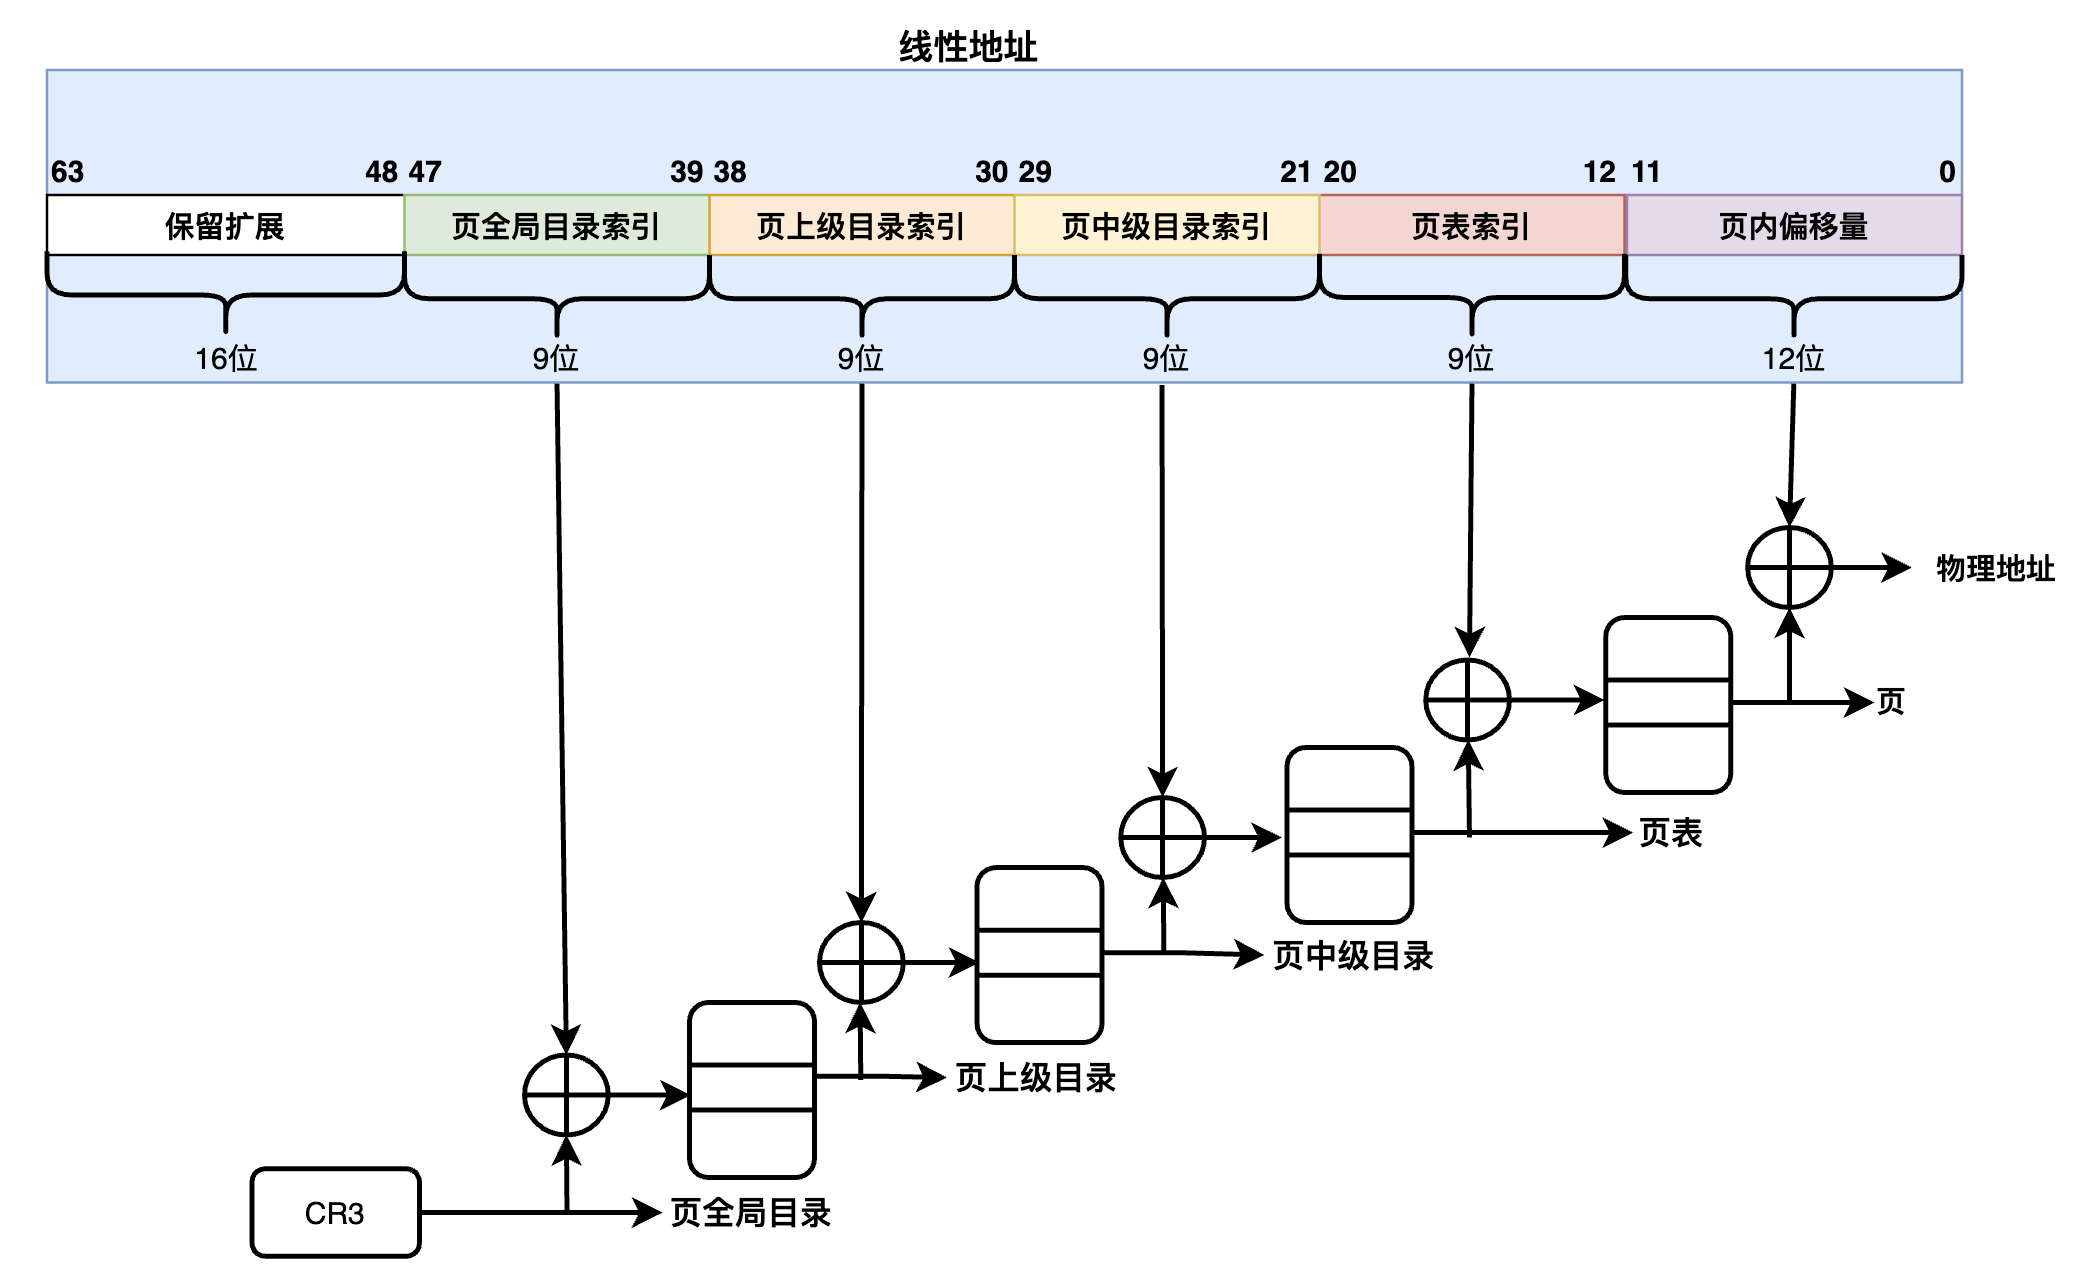 线性地址
63 48 47 39 38 30 29 21 20 12 11 0
保留扩展 页全局目录索引 页上级目录索引 页中级目录索引 页表索引 页内偏移量
16位 9位 9位 9位 9位 12位
物理地址
页
页表
页中级目录
页上级目录
CR3 页全局目录